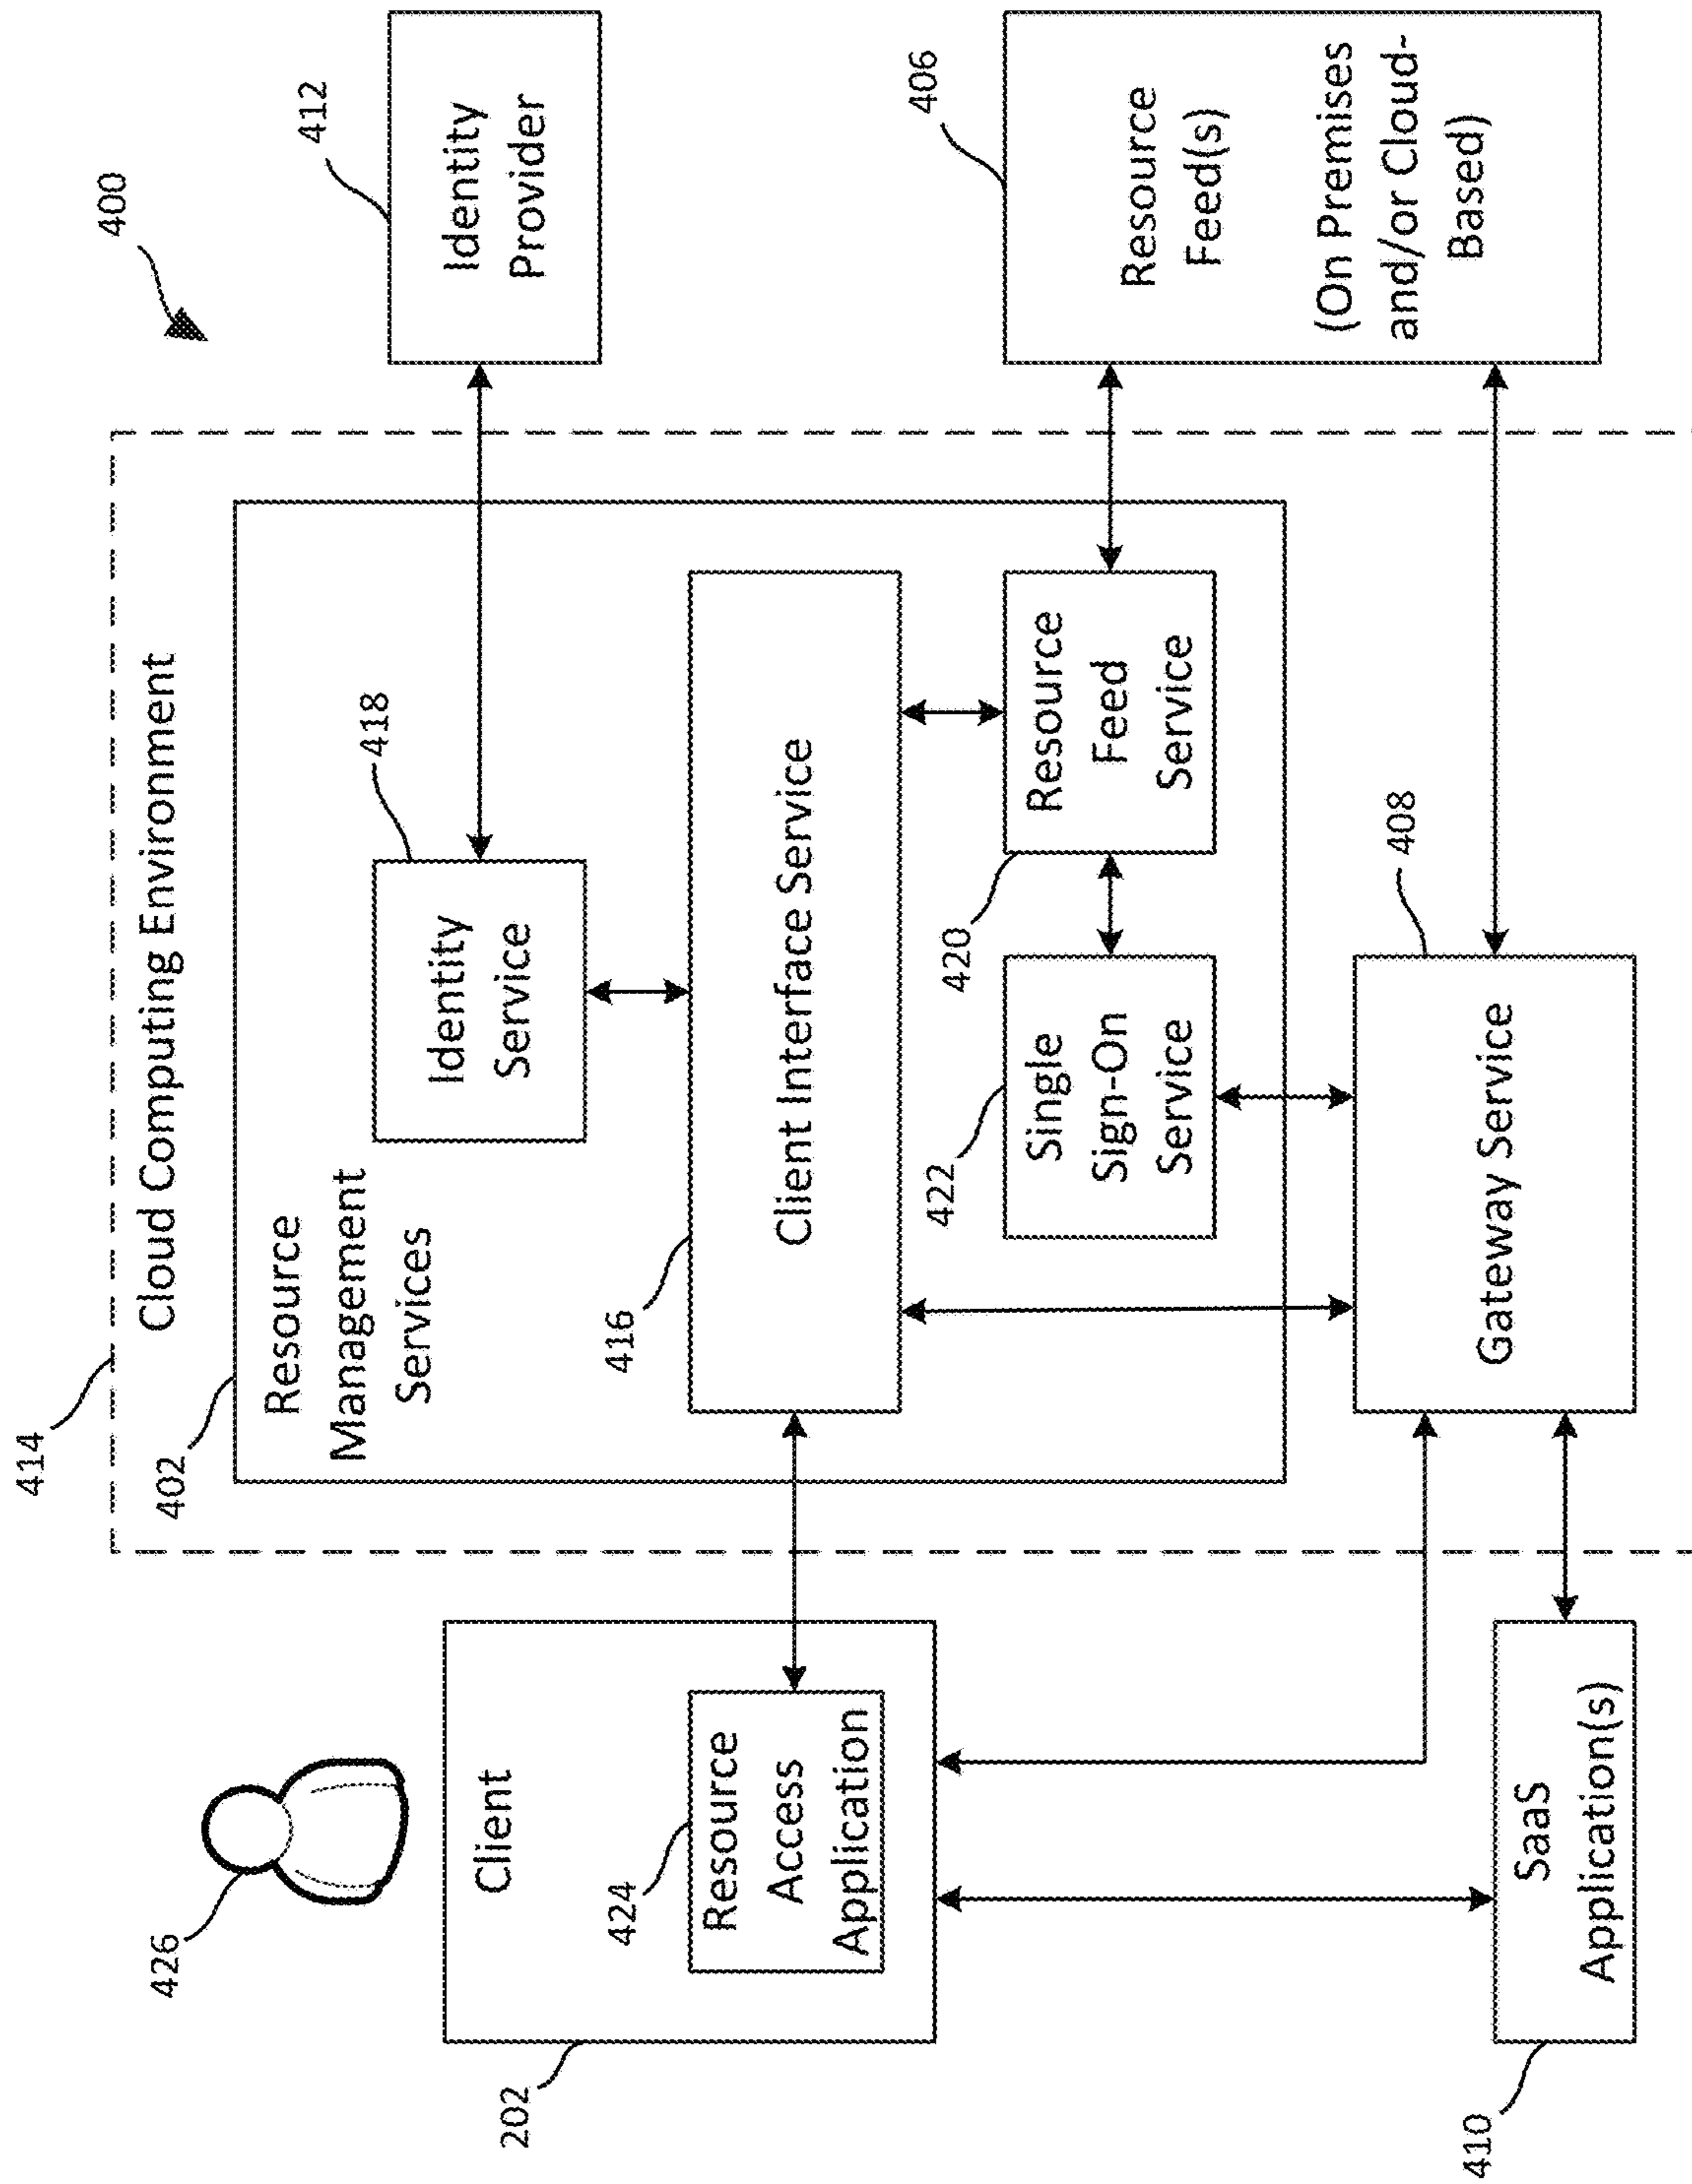 400
414
Cloud Computing Environment
402
Resource
Management
Services
418
Identity
Service
412
Identity
Provider
426
202
Client
424
Resource
Access
Application
416
Client Interface Service
422
Single
Sign-On
Service
420
Resource
Feed
Service
406
Resource
Feed(s)
(On Premises
and/or Cloud-
Based)
408
Gateway Service
410
SaaS
Application(s)